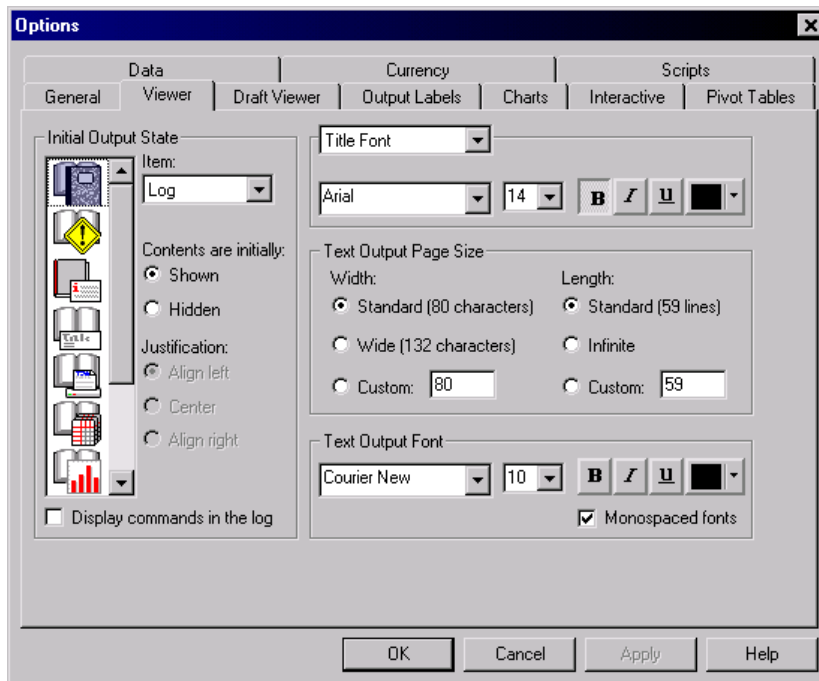 Options
Data Currency Scripts
General Viewer Draft Viewer Output Labels Charts Interactive Pivot Tables
Initial Output State
Item:
Log
Contents are initially:
Shown
Hidden
Justification:
Align left
Center
Align right
Display commands in the log
Title Font
Arial 14 B I U
Text Output Page Size
Width: Length:
Standard (80 characters) Standard (59 lines)
Wide (132 characters) Infinite
Custom: 80 Custom: 59
Text Output Font
Courier New 10 B I U
Monospaced fonts
OK Cancel Apply Help